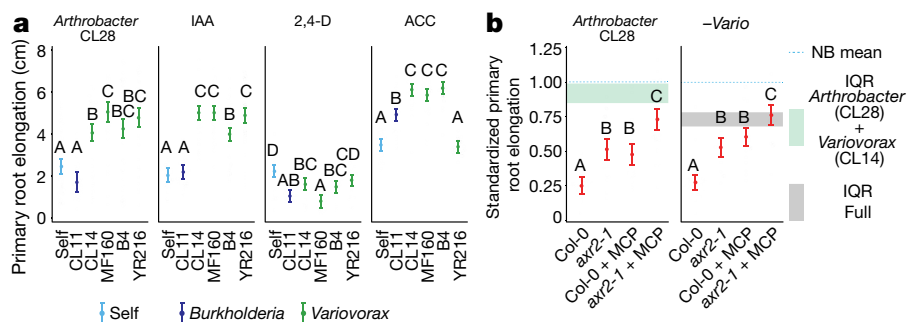 a
Arthrobacter
CL28
IAA
2,4-D
ACC
Primary root elongation (cm)
8
6
4
2
0
A A B C BC BC
A A C C B C
D AB BC A BC CD
A B C C C A
Self CL11 CL14 MF160 B4 YR216
Self CL11 CL14 MF160 B4 YR216
Self CL11 CL14 MF160 B4 YR216
Self CL11 CL14 MF160 B4 YR216
Self Burkholderia Variovorax
b
Arthrobacter
CL28
–Vario
Standardized primary
root elongation
1.25
1.00
0.75
0.50
0.25
0
A B B C
A B B C
Col-0
axr2-1
Col-0 + MCP
axr2-1 + MCP
Col-0
axr2-1
Col-0 + MCP
axr2-1 + MCP
NB mean
IQR
Arthrobacter
(CL28)
+
Variovorax
(CL14)
IQR
Full